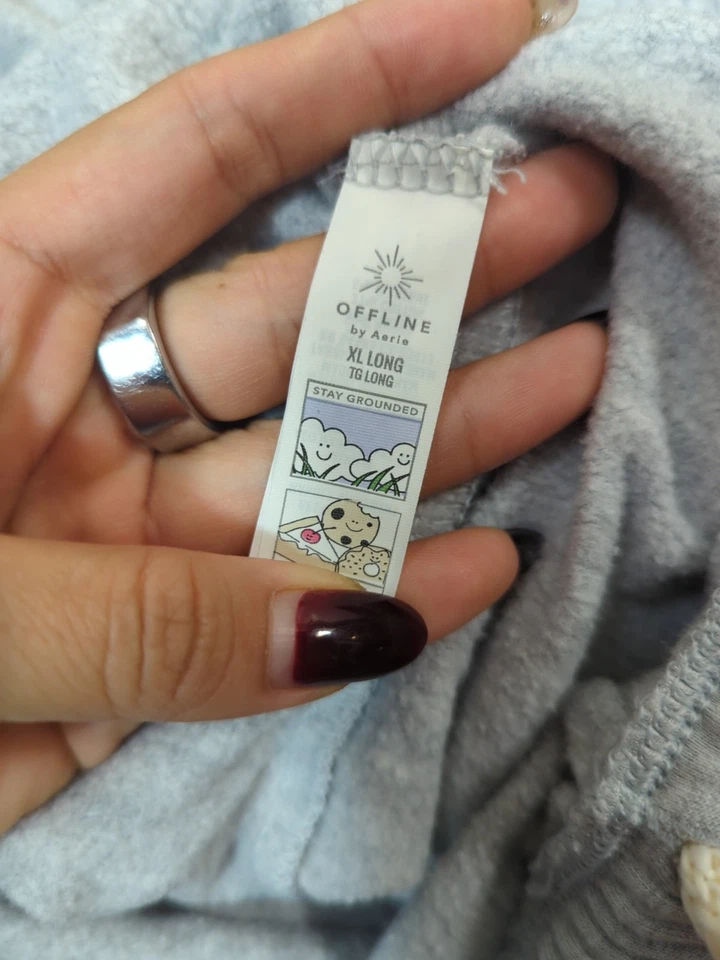 OFFLINE
by Aerie
XL LONG
TG LONG
STAY GROUNDED